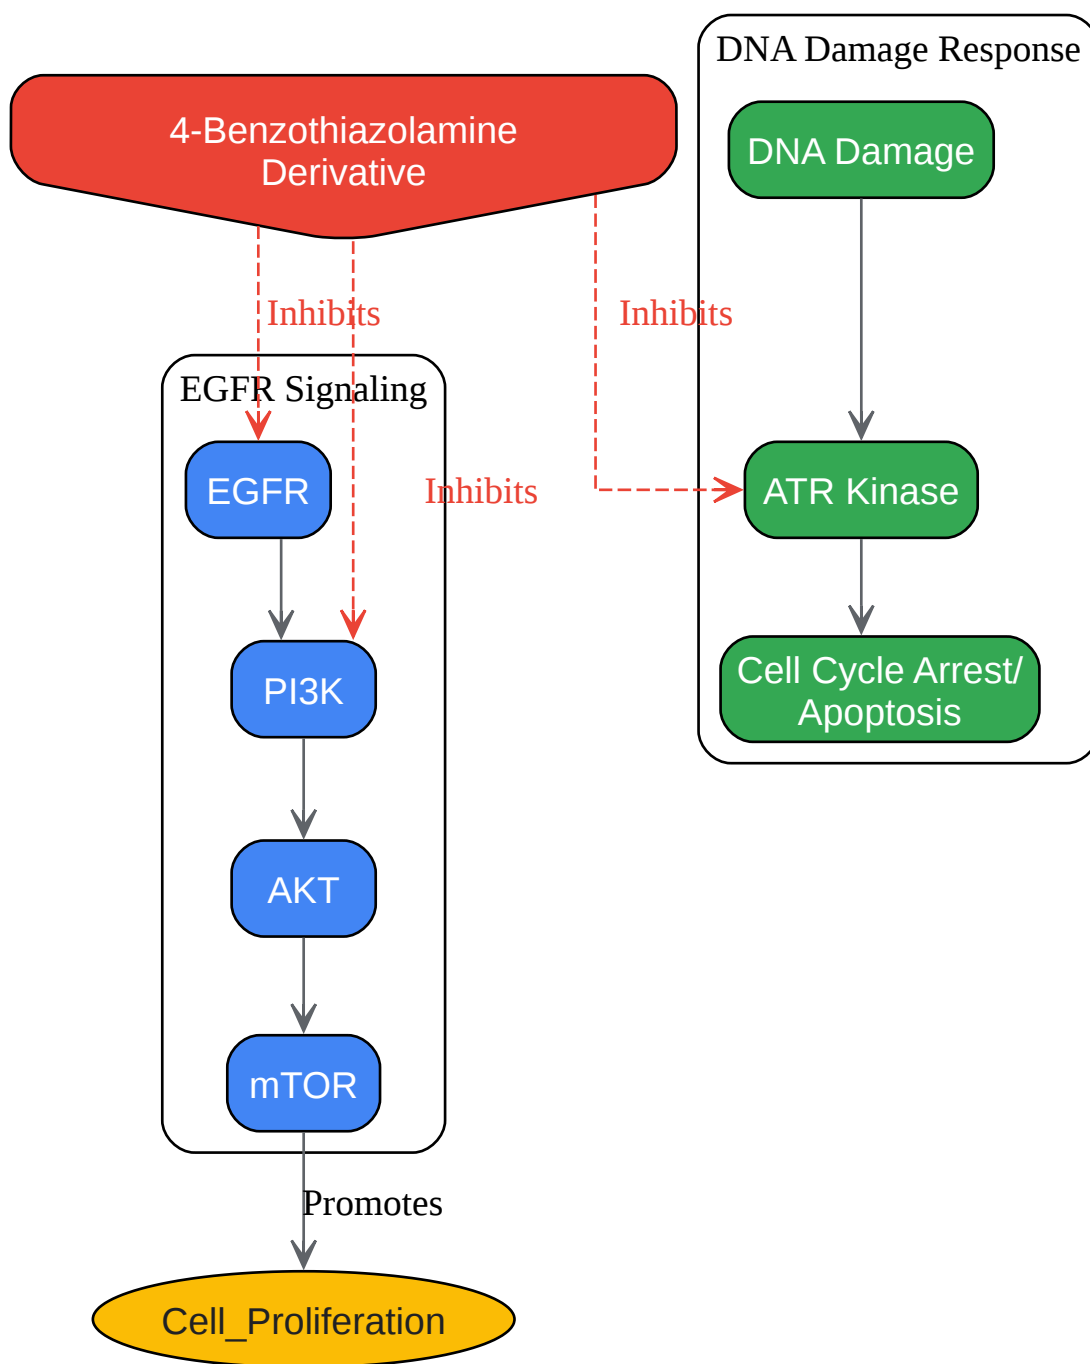 DNA Damage Response
4-Benzothiazolamine
Derivative
DNA Damage
Inhibits
Inhibits
EGFR Signaling
EGFR
Inhibits
ATR Kinase
PI3K
Cell Cycle Arrest/
Apoptosis
AKT
mTOR
Promotes
Cell_Proliferation